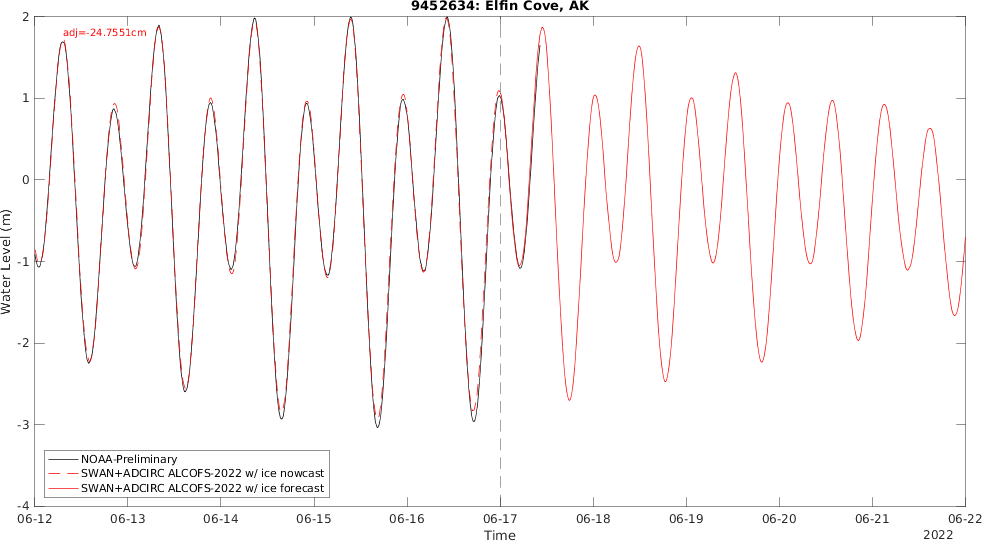 9452634: Elfin Cove, AK
adj=-24.7551cm
2
1
0
-1
-2
-3
-4
Water Level (m)
NOAA-Preliminary
SWAN+ADCIRC ALCOFS-2022 w/ ice nowcast
SWAN+ADCIRC ALCOFS-2022 w/ ice forecast
06-12 06-13 06-14 06-15 06-16 06-17 06-18 06-19 06-20 06-21 06-22
Time
2022